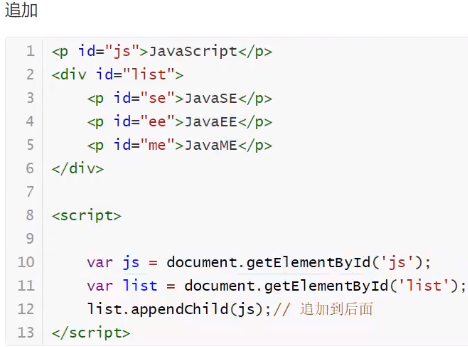 追加
1 <p id="js">JavaScript</p>
2 <div id="list">
3     <p id="se">JavaSE</p>
4     <p id="ee">JavaEE</p>
5     <p id="me">JavaME</p>
6 </div>
7
8 <script>
9
10     var js = document.getElementById('js');
11     var list = document.getElementById('list');
12     list.appendChild(js);// 追加到后面
13 </script>